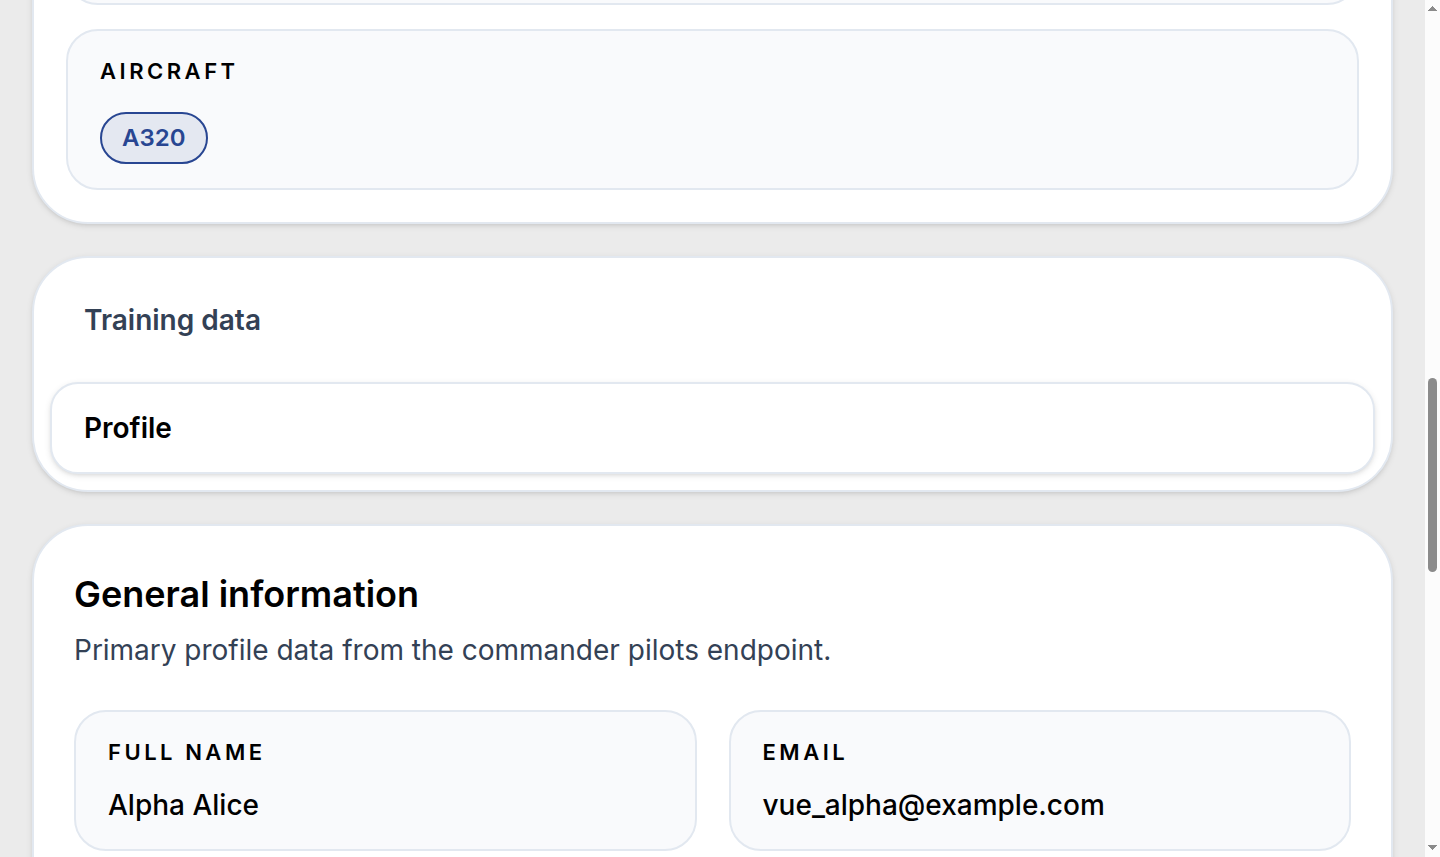 AIRCRAFT
A320
Training data
Profile
General information
Primary profile data from the commander pilots endpoint.
FULL NAME
Alpha Alice
EMAIL
vue_alpha@example.com